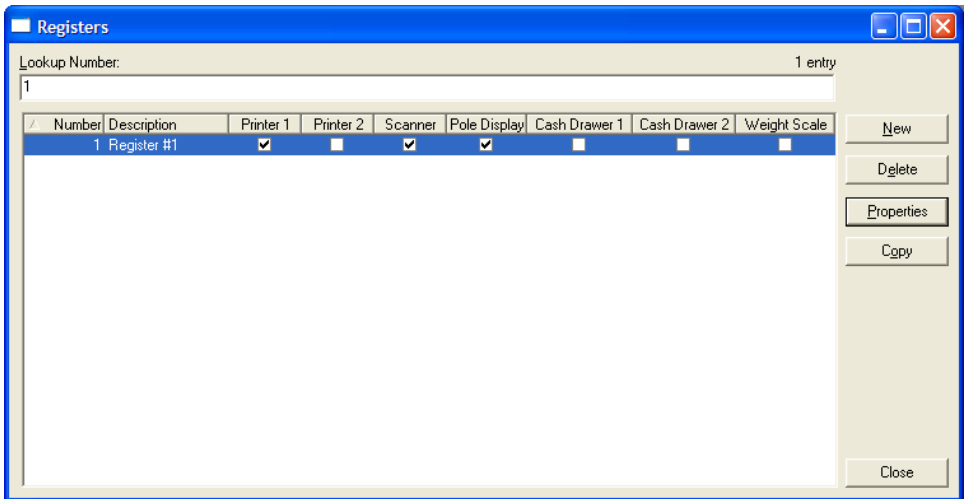 Registers
Lookup Number: 1 entry
1
Number Description Printer 1 Printer 2 Scanner Pole Display Cash Drawer 1 Cash Drawer 2 Weight Scale
1 Register #1
New
Delete
Properties
Copy
Close